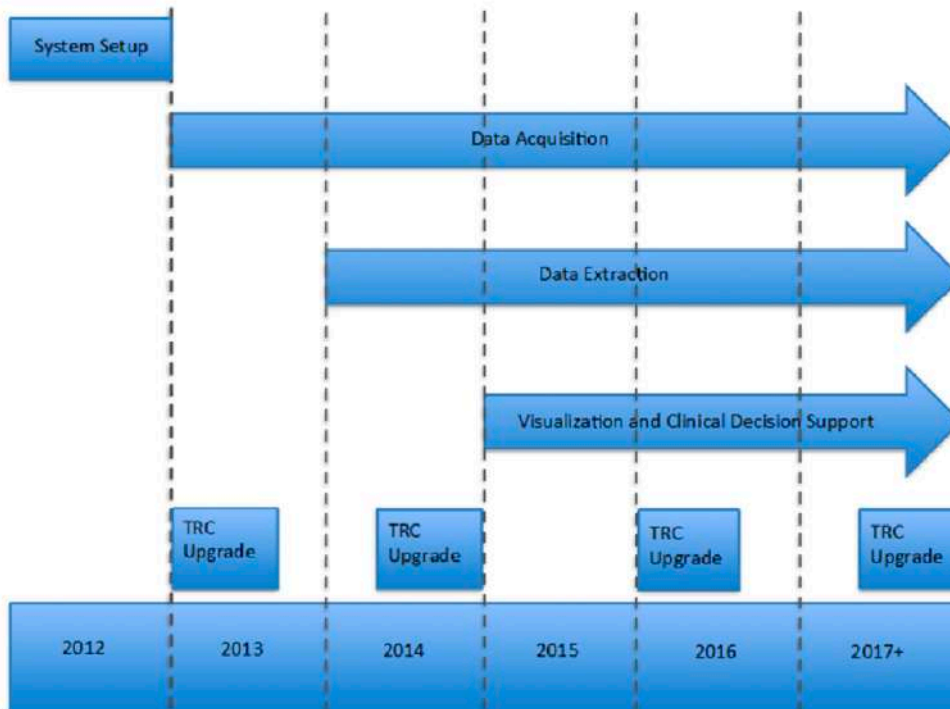 System Setup
Data Acquisition
Data Extraction
Visualization and Clinical Decision Support
TRC
Upgrade
TRC
Upgrade
TRC
Upgrade
TRC
Upgrade
2012
2013
2014
2015
2016
2017+